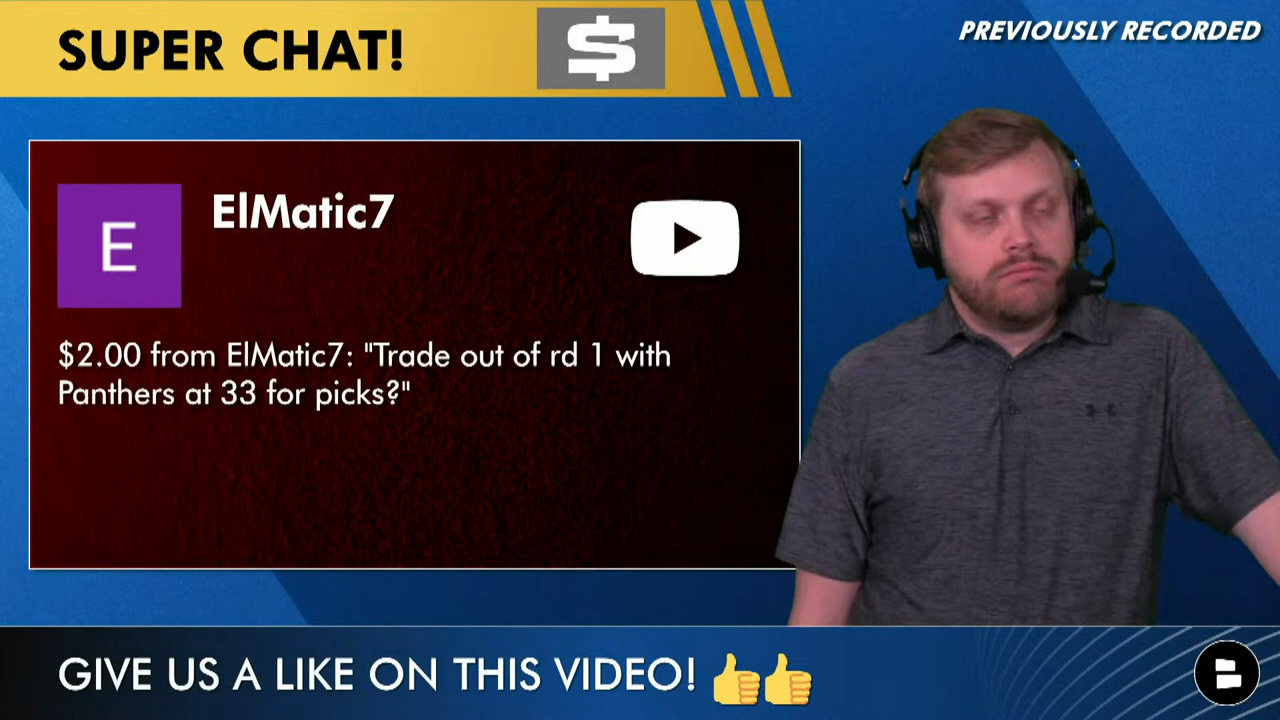 SUPER CHAT!
$
PREVIOUSLY RECORDED
E
ElMatic7
$2.00 from ElMatic7: "Trade out of rd 1 with
Panthers at 33 for picks?"
GIVE US A LIKE ON THIS VIDEO! 👍👍